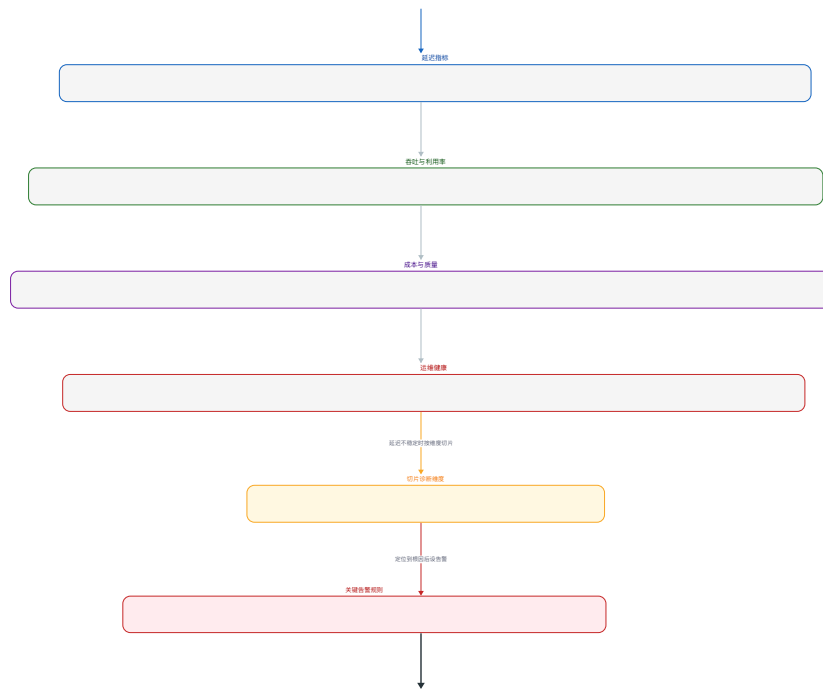 延迟指标
吞吐与利用率
成本与质量
运维健康
延迟不稳定时按维度切片
切片诊断维度
定位到根因后设告警
关键告警规则